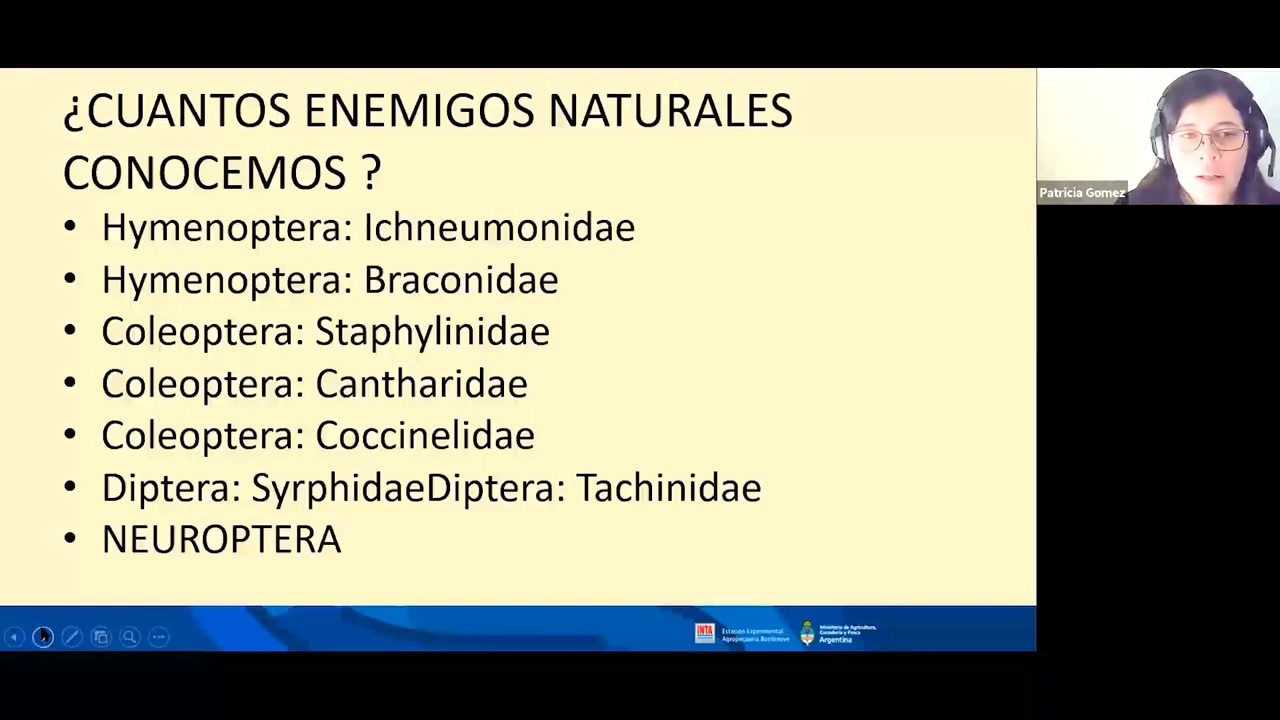 ¿CUANTOS ENEMIGOS NATURALES
CONOCEMOS ?
• Hymenoptera: Ichneumonidae
• Hymenoptera: Braconidae
• Coleoptera: Staphylinidae
• Coleoptera: Cantharidae
• Coleoptera: Coccinelidae
• Diptera: SyrphidaeDiptera: Tachinidae
• NEUROPTERA
Patricia Gomez
INTA
Estación Experimental
Agropecuaria Bordenave
Ministerio de Agricultura,
Ganadería y Pesca
Argentina